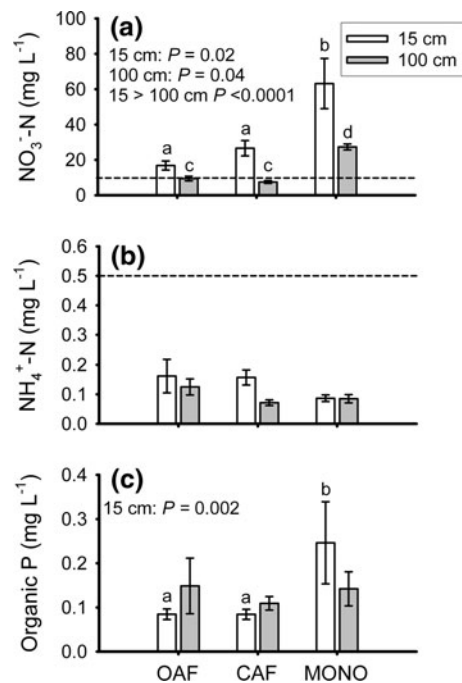 (a)
15 cm: P = 0.02
100 cm: P = 0.04
15 > 100 cm P <0.0001
15 cm
100 cm
NO₃⁻-N (mg L⁻¹)
100
80
60
40
20
0
a
c
a
c
b
d
(b)
NH₄⁺-N (mg L⁻¹)
0.6
0.5
0.4
0.3
0.2
0.1
0.0
(c)
15 cm: P = 0.002
Organic P (mg L⁻¹)
0.4
0.3
0.2
0.1
0.0
a
a
b
OAF CAF MONO